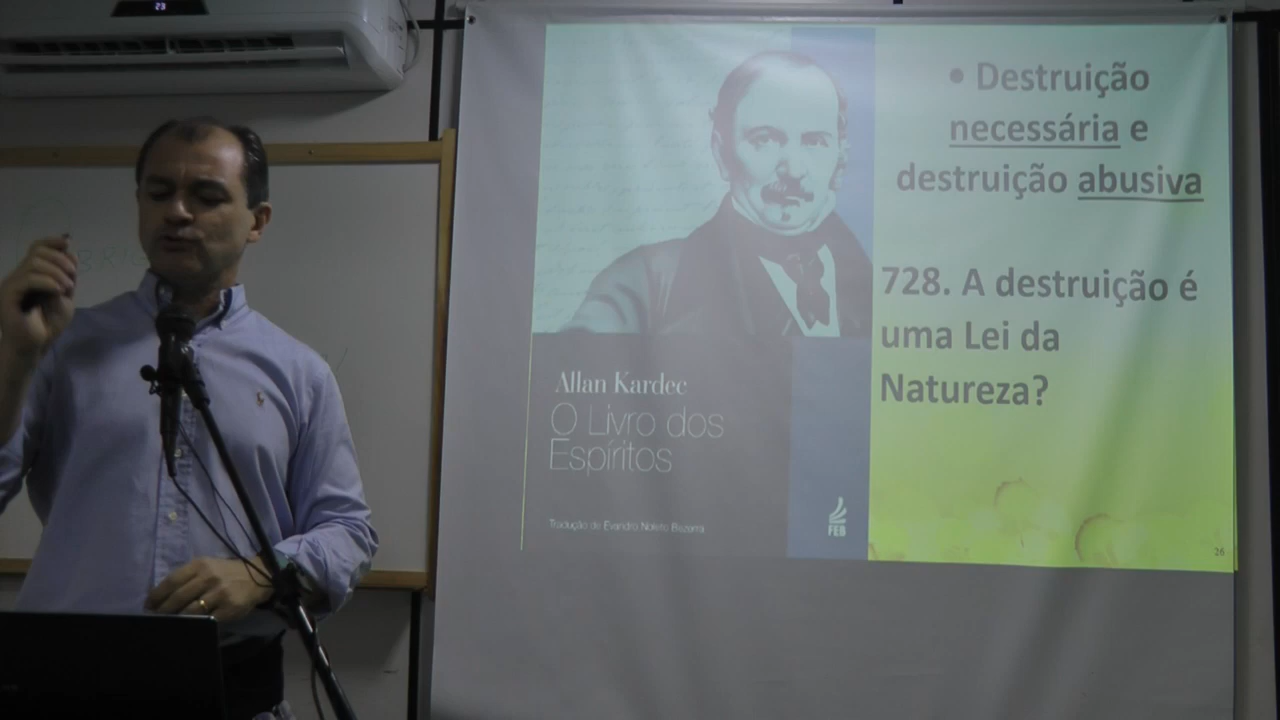 23
• Destruição
necessária e
destruição abusiva
728. A destruição é
uma Lei da
Natureza?
Allan Kardec
O Livro dos
Espíritos
Tradução de Evandro Noleto Bezerra
FEB
26